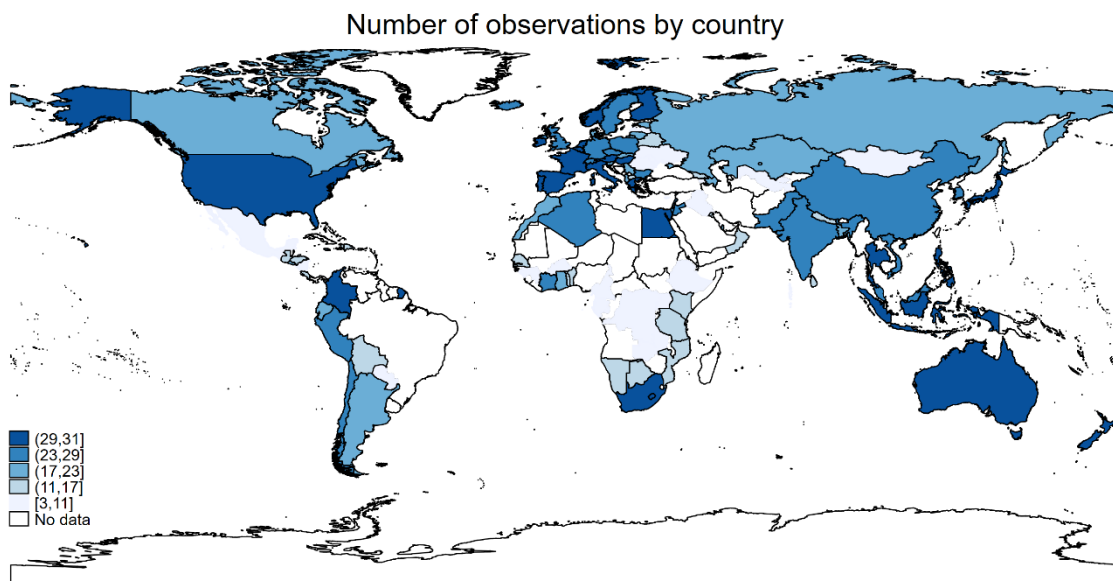 Number of observations by country
(29,31]
(23,29]
(17,23]
(11,17]
[3,11]
No data